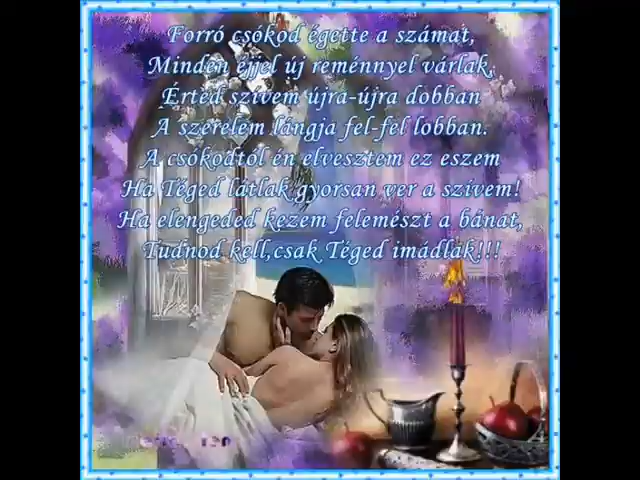 Forró csókod égette a számat,
Minden éjjel új reménnyel várlak,
Érted szívem újra-újra dobban
A szerelem lángja fel-fel lobban.
A csókodtól én elvesztem ez eszem
Ha Téged látlak gyorsan ver a szívem!
Ha elengeded kezem felemészt a bánat,
Tudnod kell,csak Téged imádlak!!!